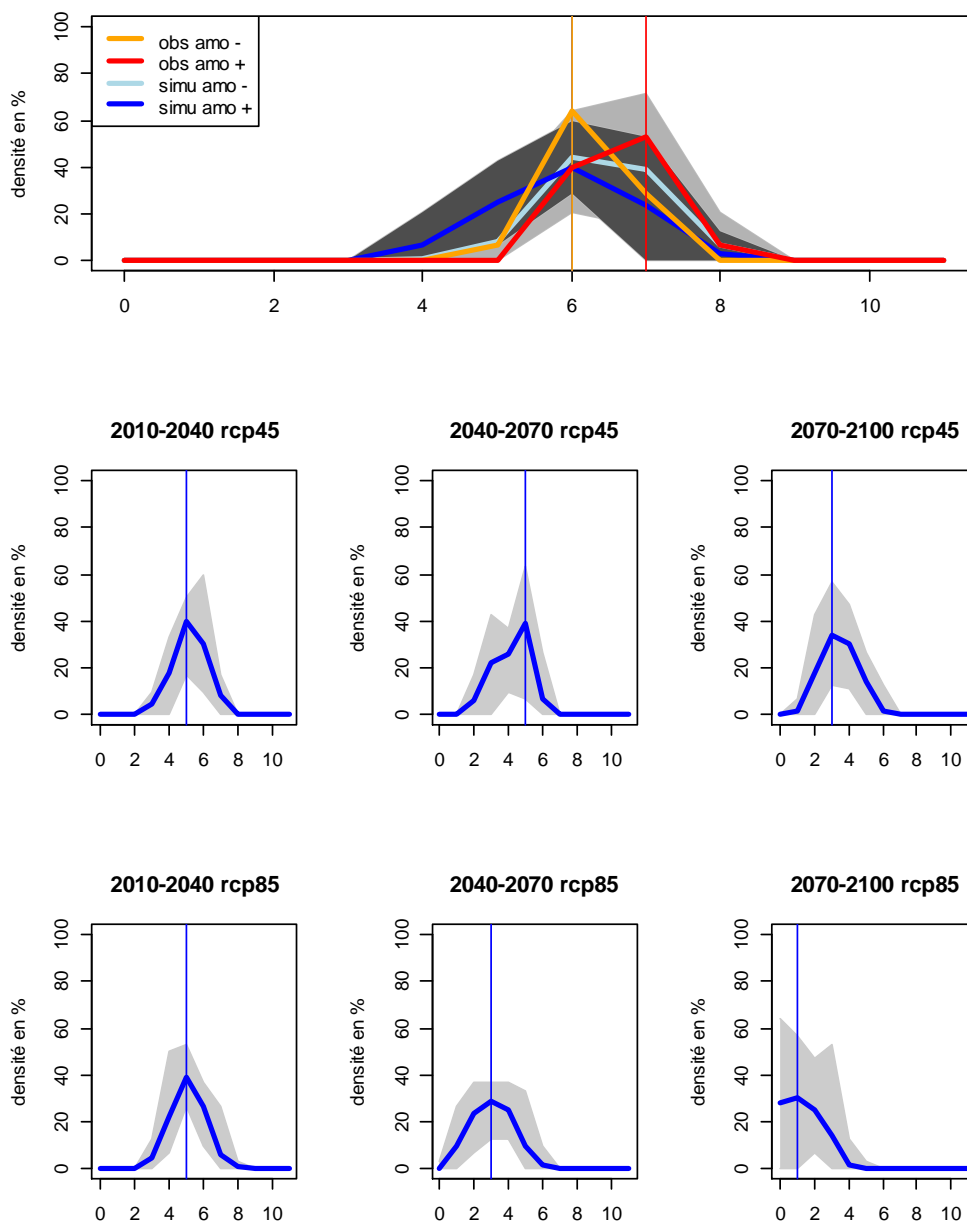 100
80
60
40
20
0
densité en %
obs amo -
obs amo +
simu amo -
simu amo +
0 2 4 6 8 10
2010-2040 rcp45
2040-2070 rcp45
2070-2100 rcp45
100
80
60
40
20
0
densité en %
0 2 4 6 8 10
100
80
60
40
20
0
densité en %
0 2 4 6 8 10
100
80
60
40
20
0
densité en %
0 2 4 6 8 10
2010-2040 rcp85
2040-2070 rcp85
2070-2100 rcp85
100
80
60
40
20
0
densité en %
0 2 4 6 8 10
100
80
60
40
20
0
densité en %
0 2 4 6 8 10
100
80
60
40
20
0
densité en %
0 2 4 6 8 10